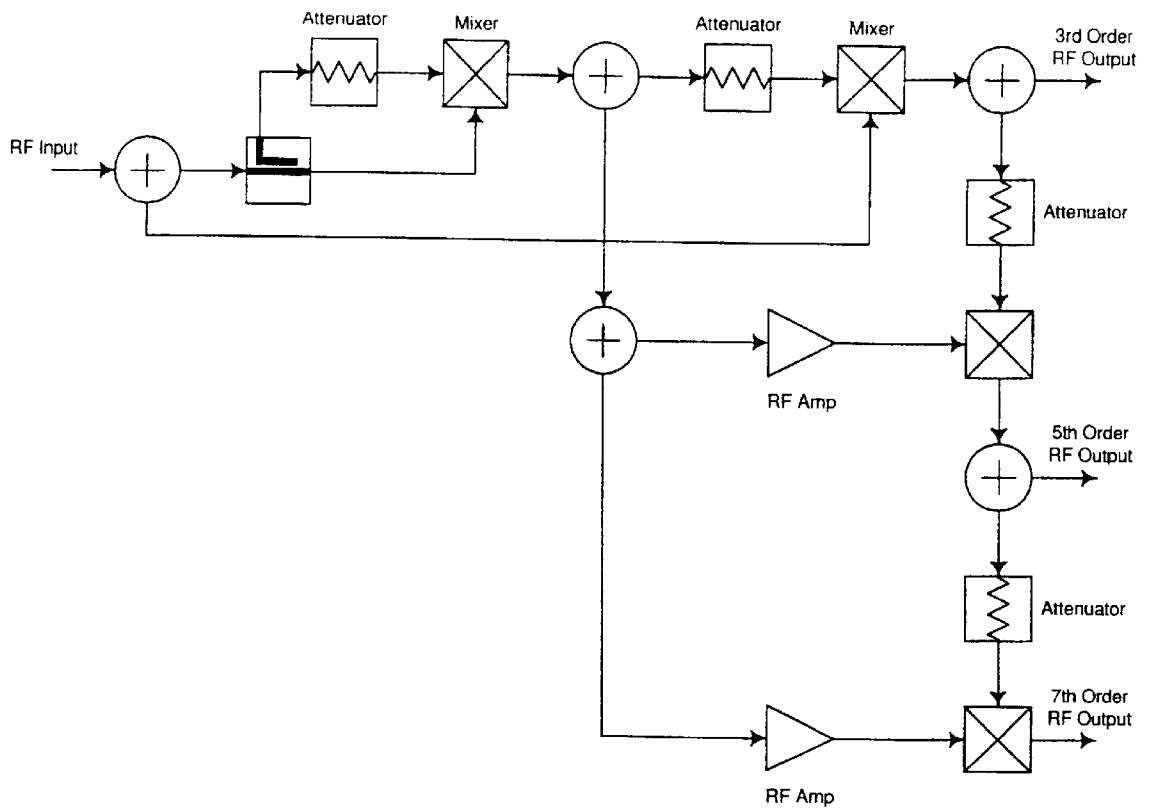 Attenuator
Mixer
Attenuator
Mixer
3rd Order
RF Output
RF Input
Attenuator
RF Amp
5th Order
RF Output
Attenuator
7th Order
RF Output
RF Amp